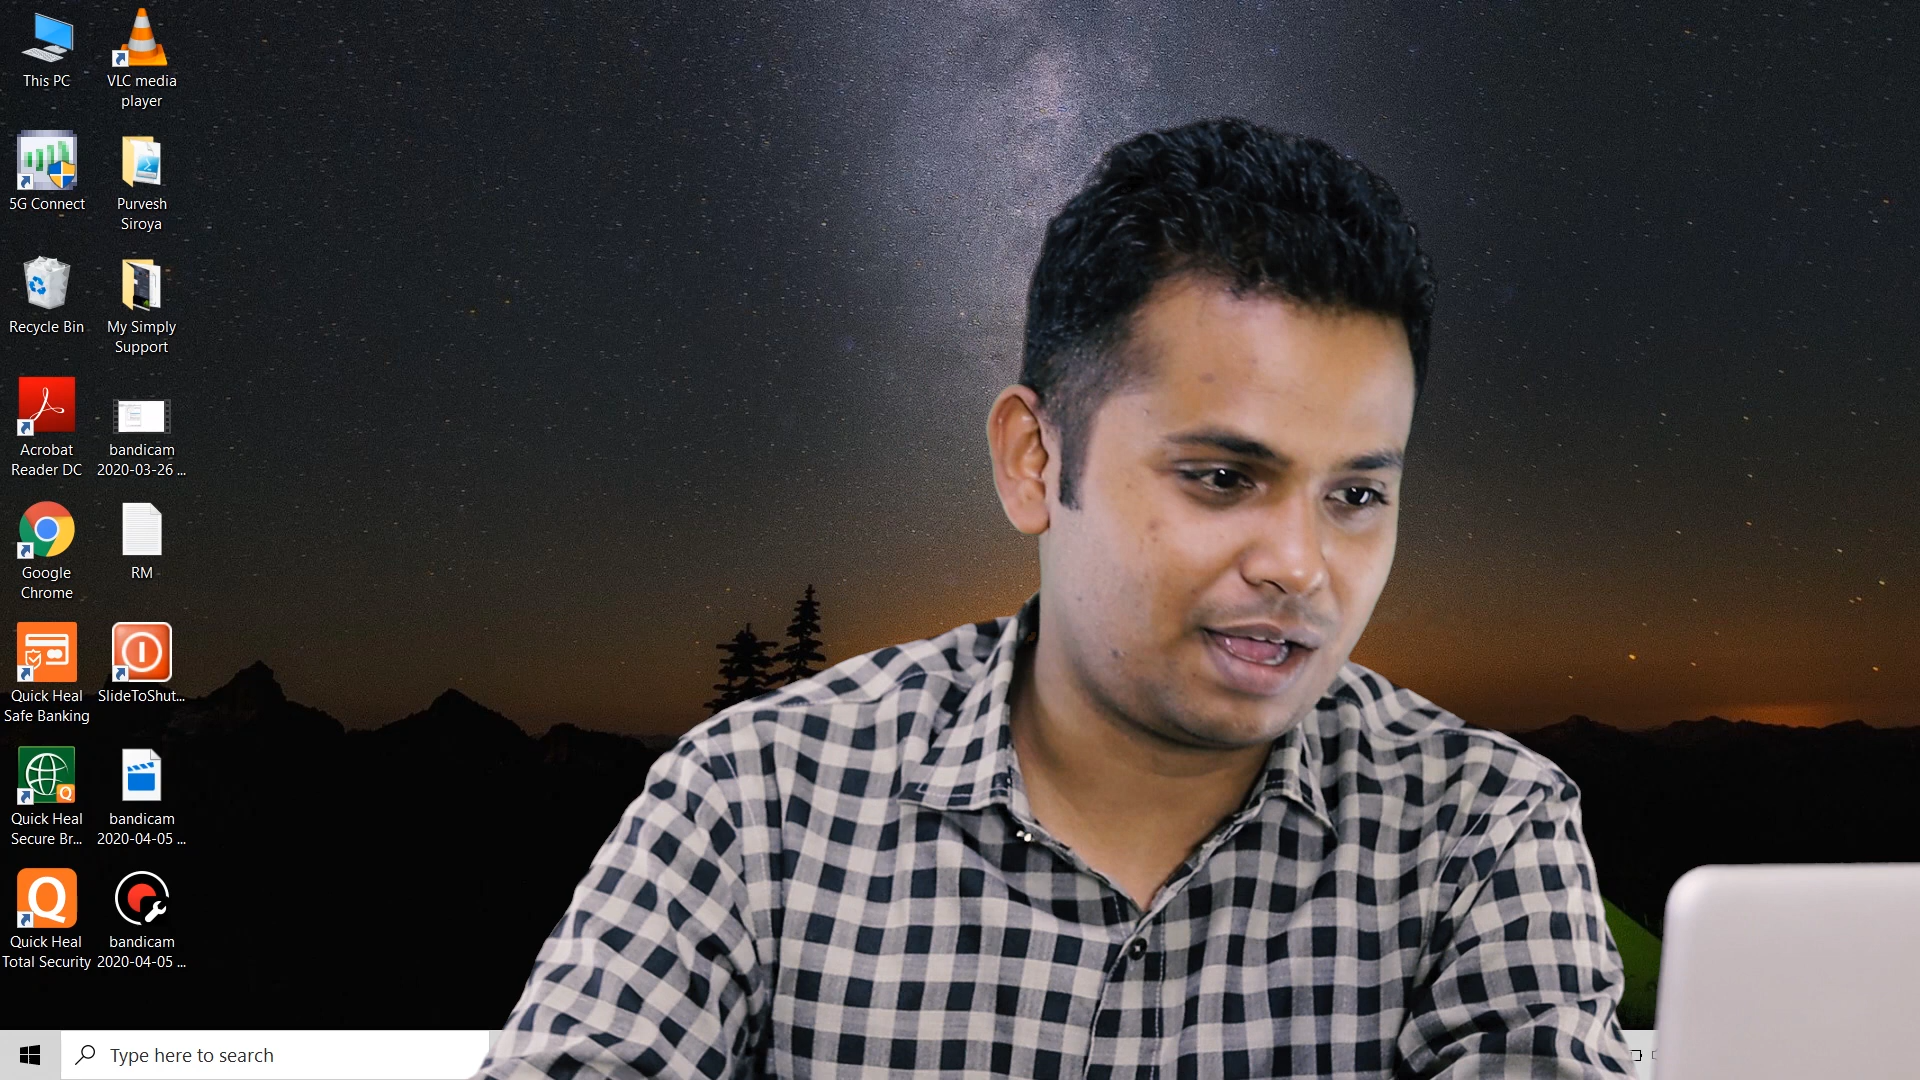 This PC
VLC media
player
5G Connect
Purvesh
Siroya
Recycle Bin
My Simply
Support
Acrobat
Reader DC
bandicam
2020-03-26 ...
Google
Chrome
RM
Quick Heal
Safe Banking
SlideToShut...
Quick Heal
Secure Br...
bandicam
2020-04-05 ...
Quick Heal
Total Security
bandicam
2020-04-05 ...
Type here to search